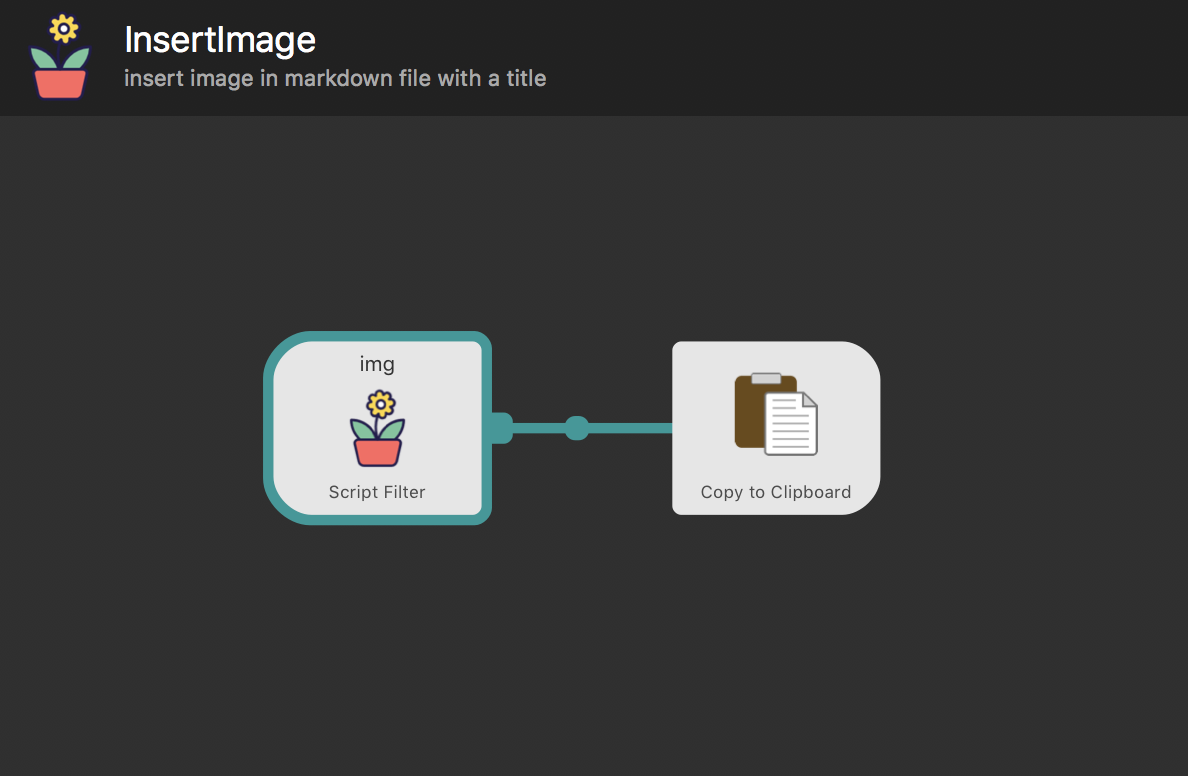 InsertImage
insert image in markdown file with a title
img
Script Filter
Copy to Clipboard